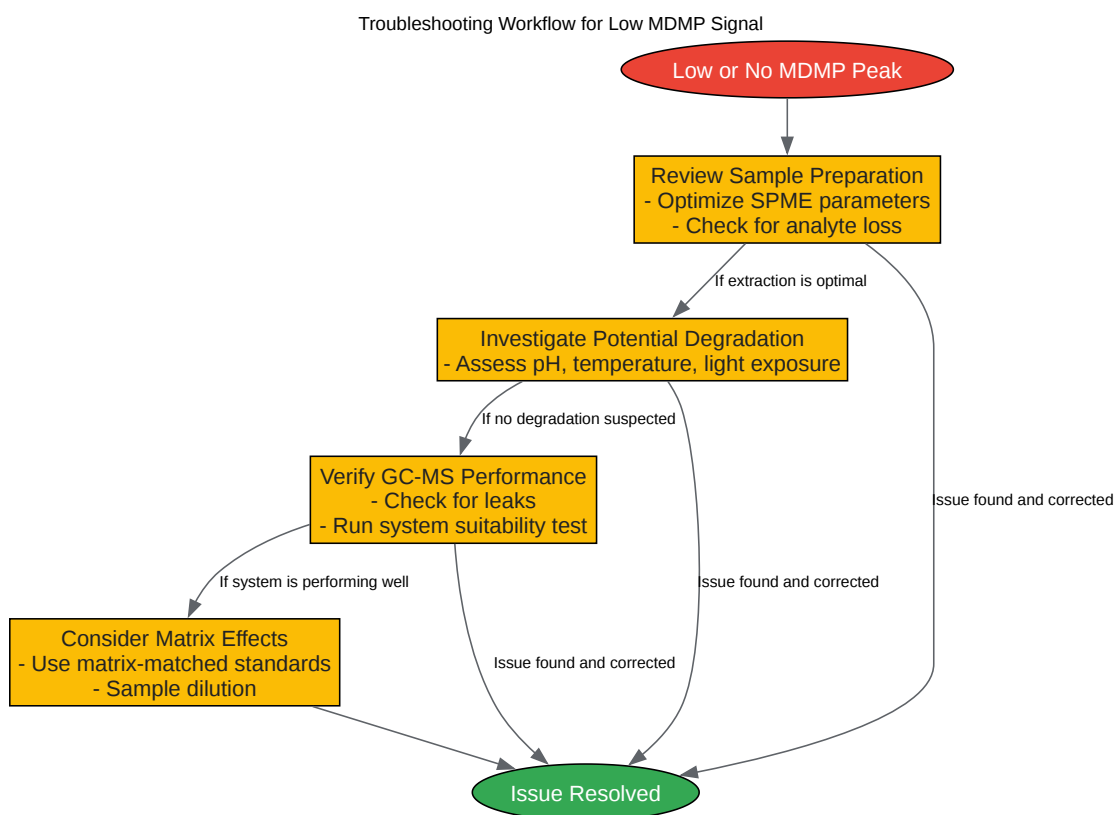 Troubleshooting Workflow for Low MDMP Signal
Low or No MDMP Peak
Review Sample Preparation
- Optimize SPME parameters
- Check for analyte loss
If extraction is optimal
Investigate Potential Degradation
- Assess pH, temperature, light exposure
If no degradation suspected
Verify GC-MS Performance
- Check for leaks
- Run system suitability test
Issue found and corrected
If system is performing well
Issue found and corrected
Consider Matrix Effects
- Use matrix-matched standards
- Sample dilution
Issue found and corrected
Issue Resolved